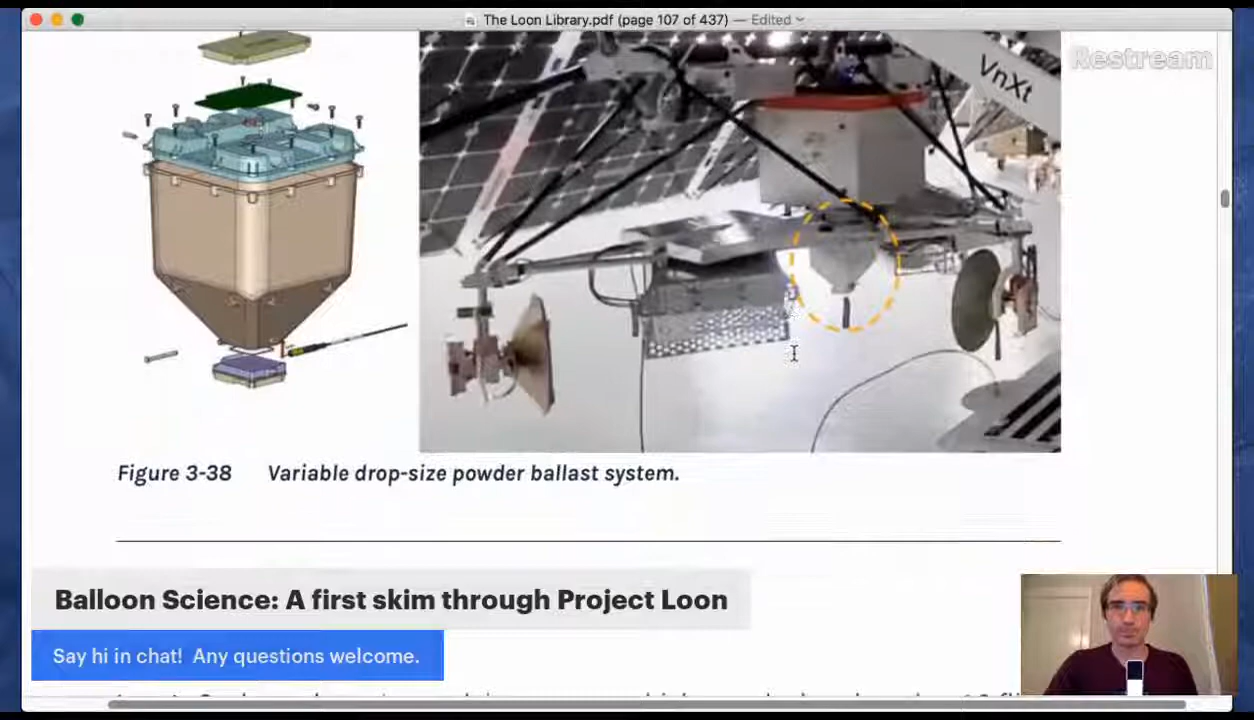 The Loon Library.pdf (page 107 of 437) — Edited
Restream
VnXt
Figure 3-38 Variable drop-size powder ballast system.
Balloon Science: A first skim through Project Loon
Say hi in chat! Any questions welcome.